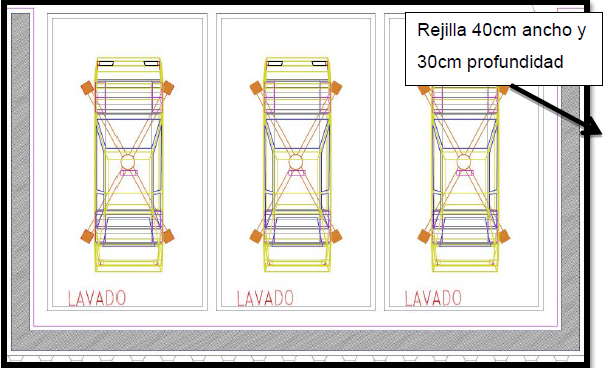 Rejilla 40cm ancho y
30cm profundidad
LAVADO
LAVADO
LAVADO